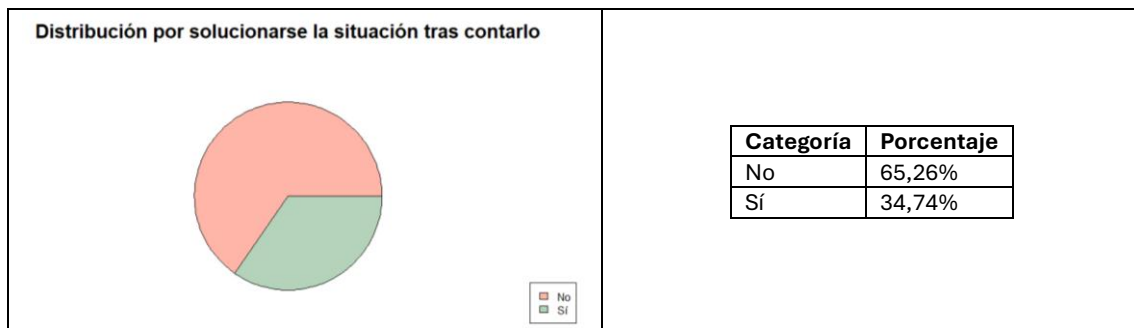 Distribución por solucionarse la situación tras contarlo
No
Sí
Categoría Porcentaje
No 65,26%
Sí 34,74%